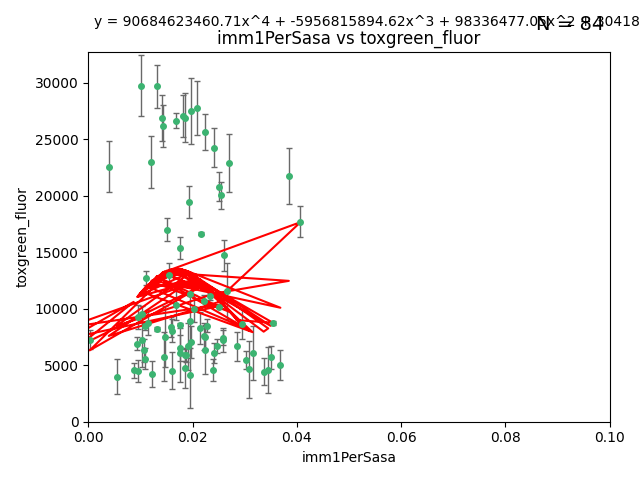 y = 90684623460.71x^4 + -5956815894.62x^3 + 98336477.05x^2 + 30418
N = 84
imm1PerSasa vs toxgreen_fluor
30000
25000
20000
15000
10000
5000
0
toxgreen_fluor
0.00 0.02 0.04 0.06 0.08 0.10
imm1PerSasa